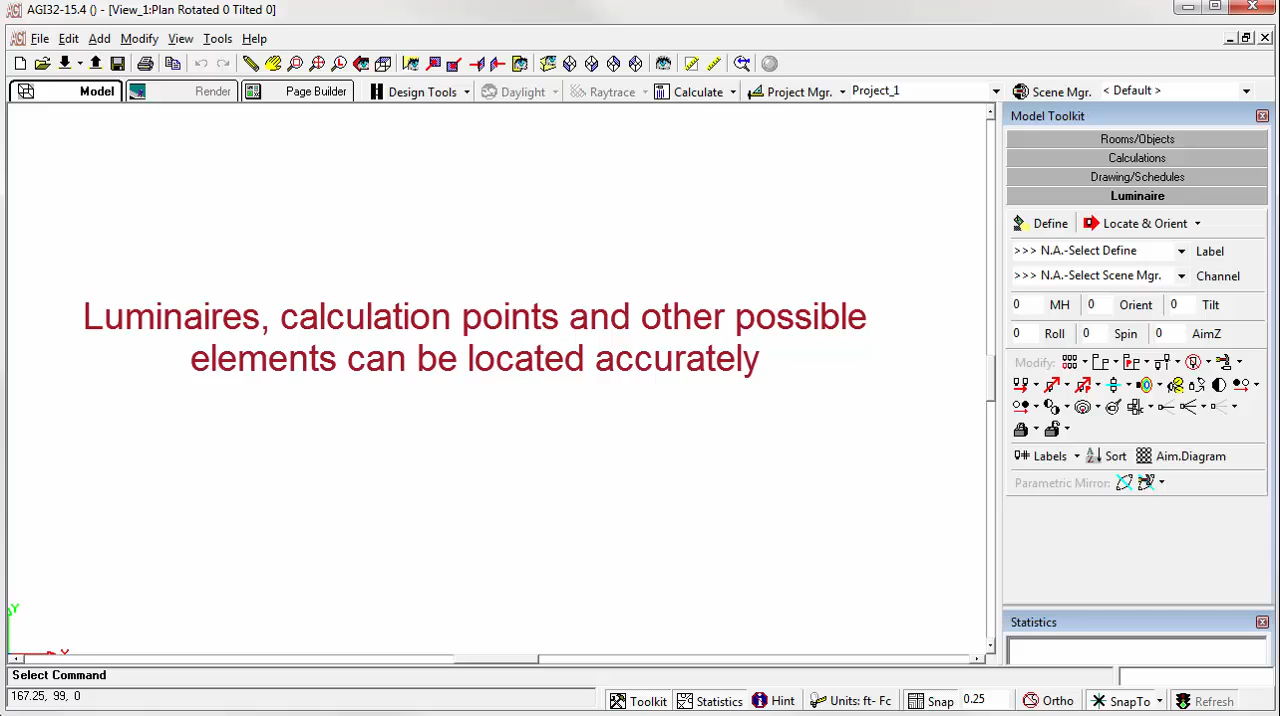 AGI32-15.4 () - [View_1:Plan Rotated 0 Tilted 0]
File Edit Add Modify View Tools Help
Model Render Page Builder Design Tools Daylight Raytrace Calculate Project Mgr. Project_1 Scene Mgr. < Default >
Model Toolkit
Rooms/Objects
Calculations
Drawing/Schedules
Luminaire
Define Locate & Orient
>>> N.A.-Select Define Label
>>> N.A.-Select Scene Mgr. Channel
0 MH 0 Orient 0 Tilt
0 Roll 0 Spin 0 AimZ
Modify:
Labels Sort Aim.Diagram
Parametric Mirror:
Luminaires, calculation points and other possible
elements can be located accurately
Y
X
Statistics
Select Command
167.25, 99, 0 Toolkit Statistics Hint Units: ft- Fc Snap 0.25 Ortho SnapTo Refresh